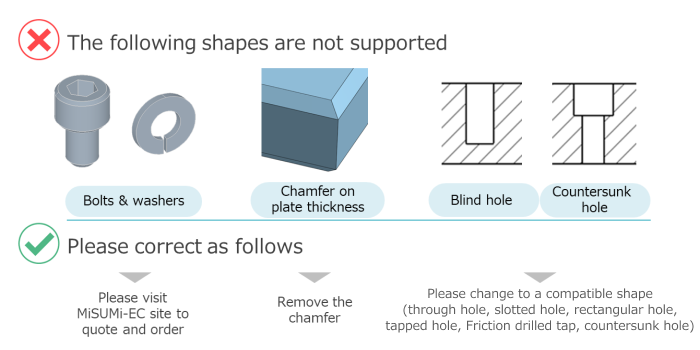 The following shapes are not supported
Bolts & washers
Chamfer on
plate thickness
Blind hole
Countersunk
hole
Please correct as follows
Please visit
MiSUMi-EC site to
quote and order
Remove the
chamfer
Please change to a compatible shape
(through hole, slotted hole, rectangular hole,
tapped hole, Friction drilled tap, countersunk hole)